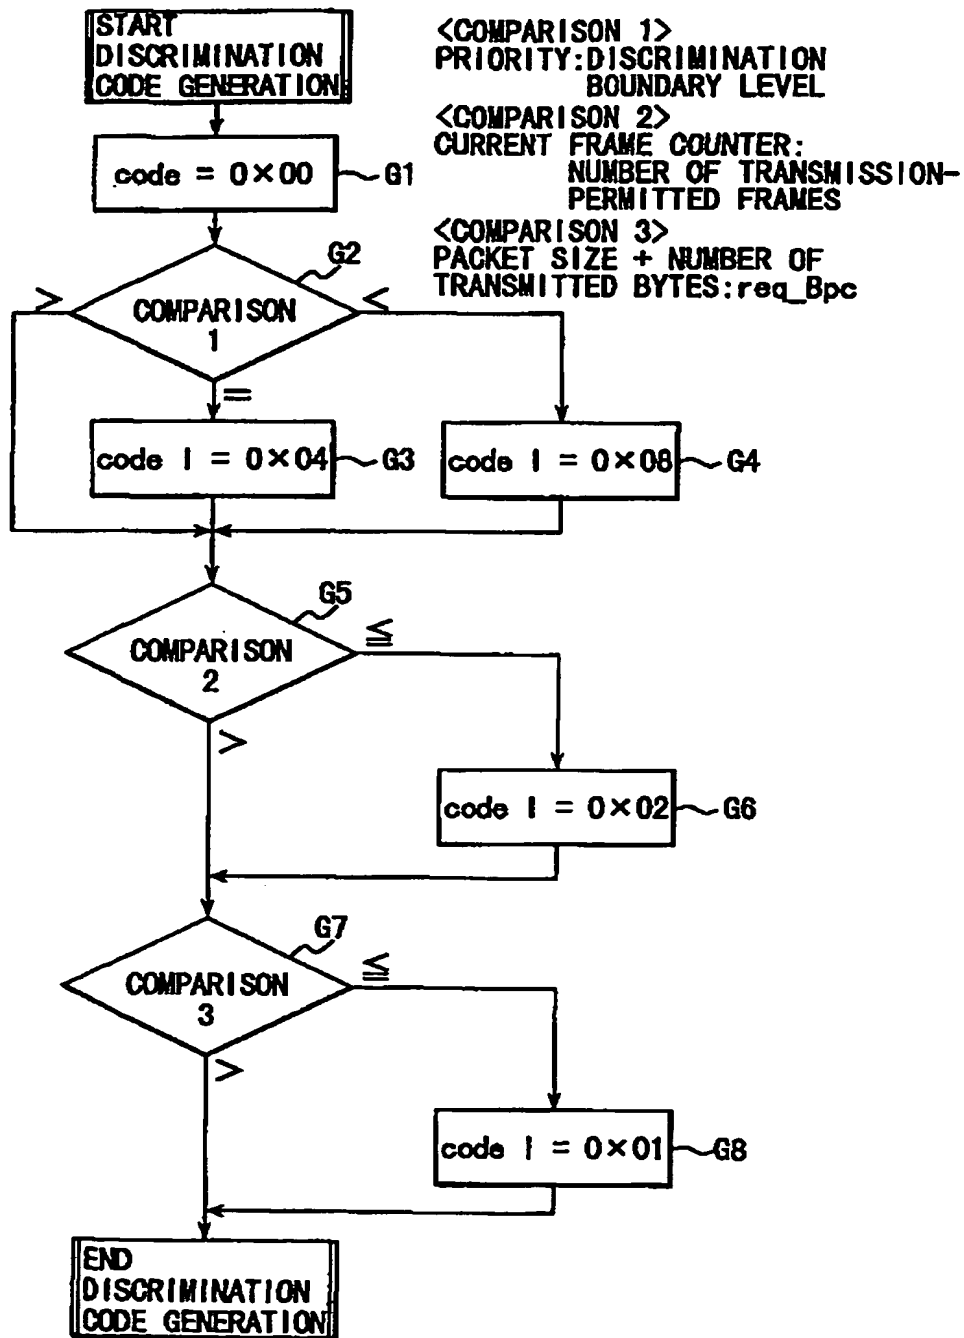 START
DISCRIMINATION
CODE GENERATION
<COMPARISON 1>
PRIORITY:DISCRIMINATION
BOUNDARY LEVEL
<COMPARISON 2>
CURRENT FRAME COUNTER:
NUMBER OF TRANSMISSION-
PERMITTED FRAMES
<COMPARISON 3>
PACKET SIZE + NUMBER OF
TRANSMITTED BYTES:req_Bpc
code = 0×00
G1
G2
>
<
COMPARISON
1
=
code | = 0×04
G3
code | = 0×08
G4
G5
≦
COMPARISON
2
>
code | = 0×02
G6
G7
≦
COMPARISON
3
>
code | = 0×01
G8
END
DISCRIMINATION
CODE GENERATION